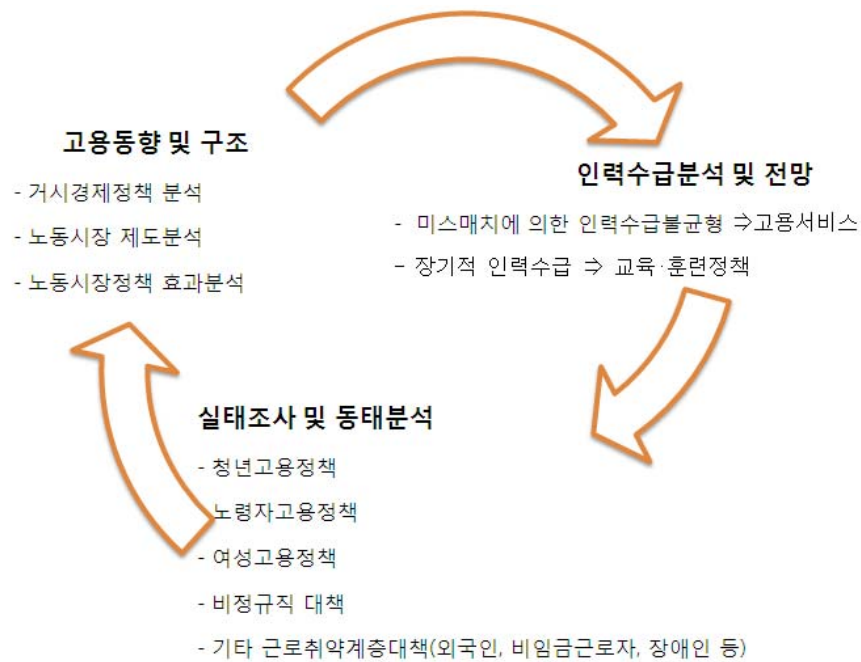 고용동향 및 구조
- 거시경제정책 분석
- 노동시장 제도분석
- 노동시장정책 효과분석
인력수급분석 및 전망
- 미스매치에 의한 인력수급불균형 ⇒고용서비스
- 장기적 인력수급 ⇒ 교육·훈련정책
실태조사 및 동태분석
- 청년고용정책
노령자고용정책
- 여성고용정책
- 비정규직 대책
- 기타 근로취약계층대책(외국인, 비임금근로자, 장애인 등)